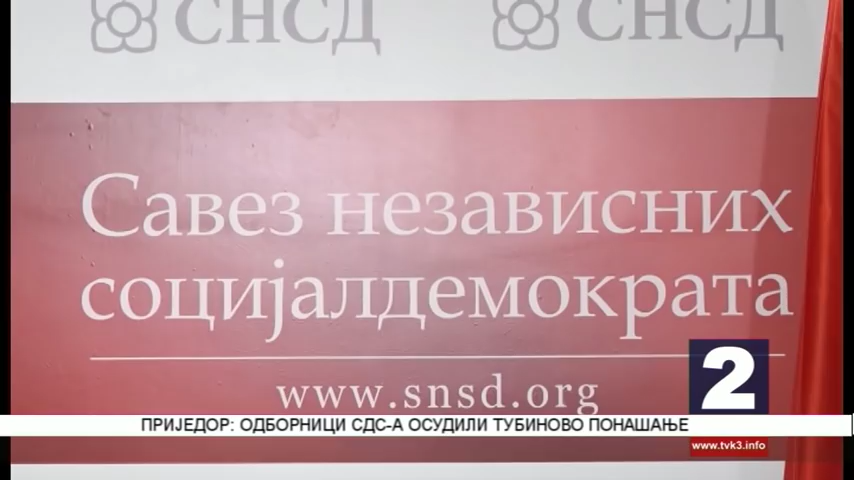 СНСД СНСД
Савез независних
социјалдемократа
www.snsd.org
2
ПРИЈЕДОР: ОДБОРНИЦИ СДС-А ОСУДИЛИ ТУБИНОВО ПОНАШАЊЕ
www.tvk3.info